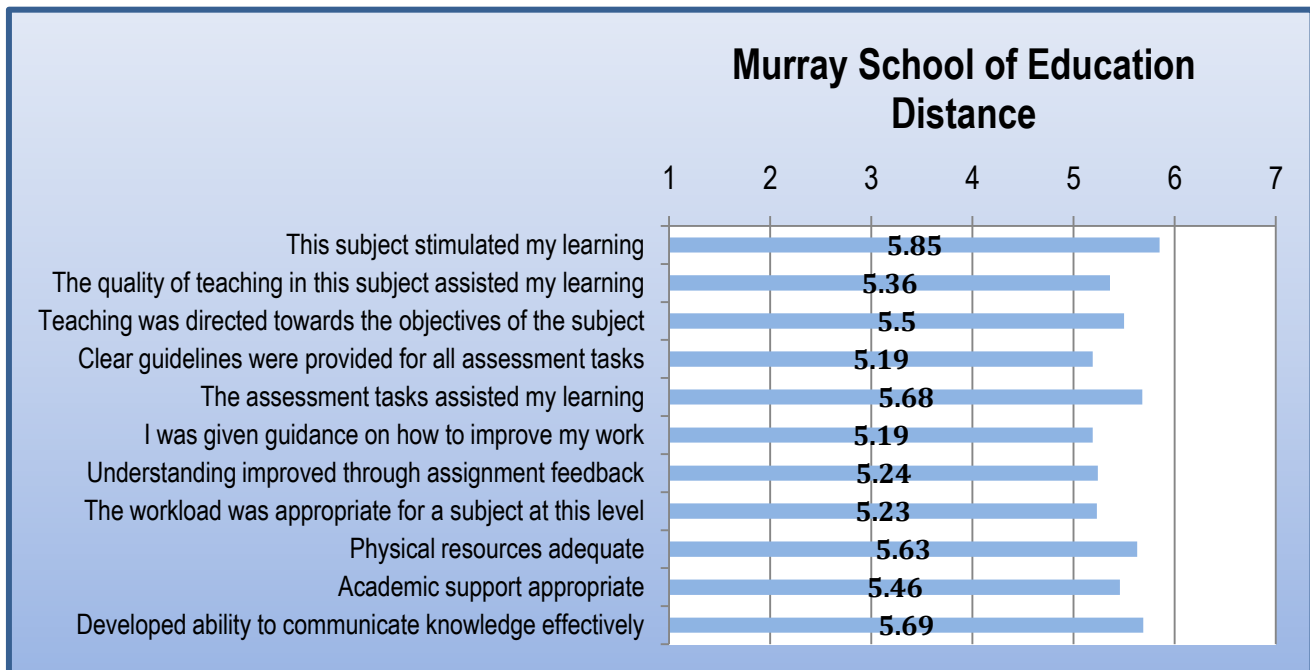 Murray School of Education
Distance
1 2 3 4 5 6 7
This subject stimulated my learning 5.85
The quality of teaching in this subject assisted my learning 5.36
Teaching was directed towards the objectives of the subject 5.5
Clear guidelines were provided for all assessment tasks 5.19
The assessment tasks assisted my learning 5.68
I was given guidance on how to improve my work 5.19
Understanding improved through assignment feedback 5.24
The workload was appropriate for a subject at this level 5.23
Physical resources adequate 5.63
Academic support appropriate 5.46
Developed ability to communicate knowledge effectively 5.69